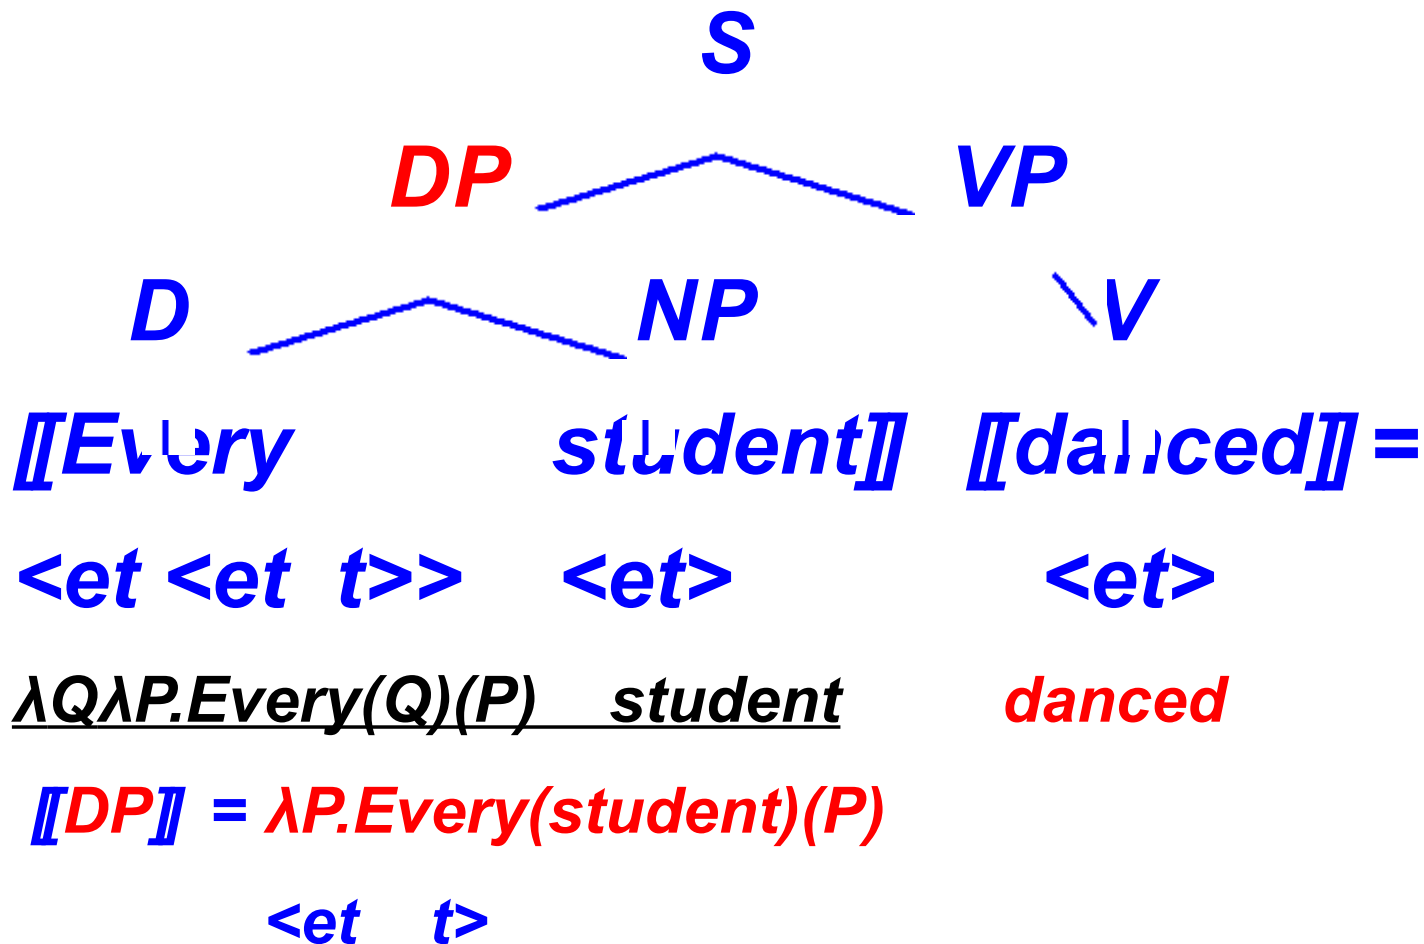 S
DP VP
D NP V
⟦Every student⟧ ⟦danced⟧ =
<et <et t>> <et> <et>
λQλP.Every(Q)(P) student danced
⟦DP⟧ = λP.Every(student)(P)
<et t>